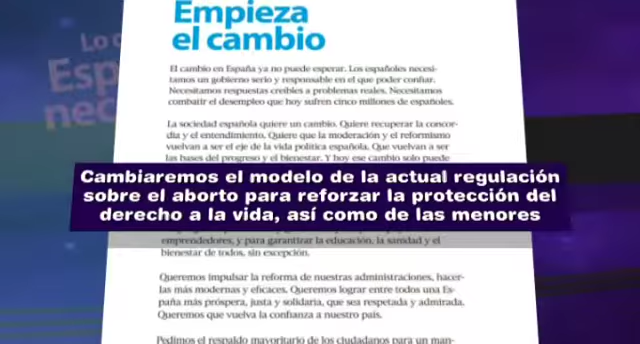 Empieza
el cambio
El cambio en España ya no puede esperar. Los españoles necesi-
tamos un gobierno serio y responsable en el que poder confiar.
Necesitamos respuestas creíbles a problemas reales. Necesitamos
combatir el desempleo que hoy sufren cinco millones de españoles.
La sociedad española quiere un cambio. Quiere recuperar la concor-
dia y el entendimiento. Quiere que la moderación y el reformismo
vuelvan a ser el eje de la vida política española. Que vuelvan a ser
las bases del progreso y el bienestar. Y hoy ese cambio solo puede
Cambiaremos el modelo de la actual regulación
sobre el aborto para reforzar la protección del
derecho a la vida, así como de las menores
emprendedores, y para garantizar la educación, la sanidad y el
bienestar de todos, sin excepción.
Queremos impulsar la reforma de nuestras administraciones, hacer-
las más modernas y eficaces. Queremos lograr entre todos una Es-
paña más próspera, justa y solidaria, que sea respetada y admirada.
Queremos que vuelva la confianza a nuestro país.
Pedimos el respaldo mayoritario de los ciudadanos para un man-